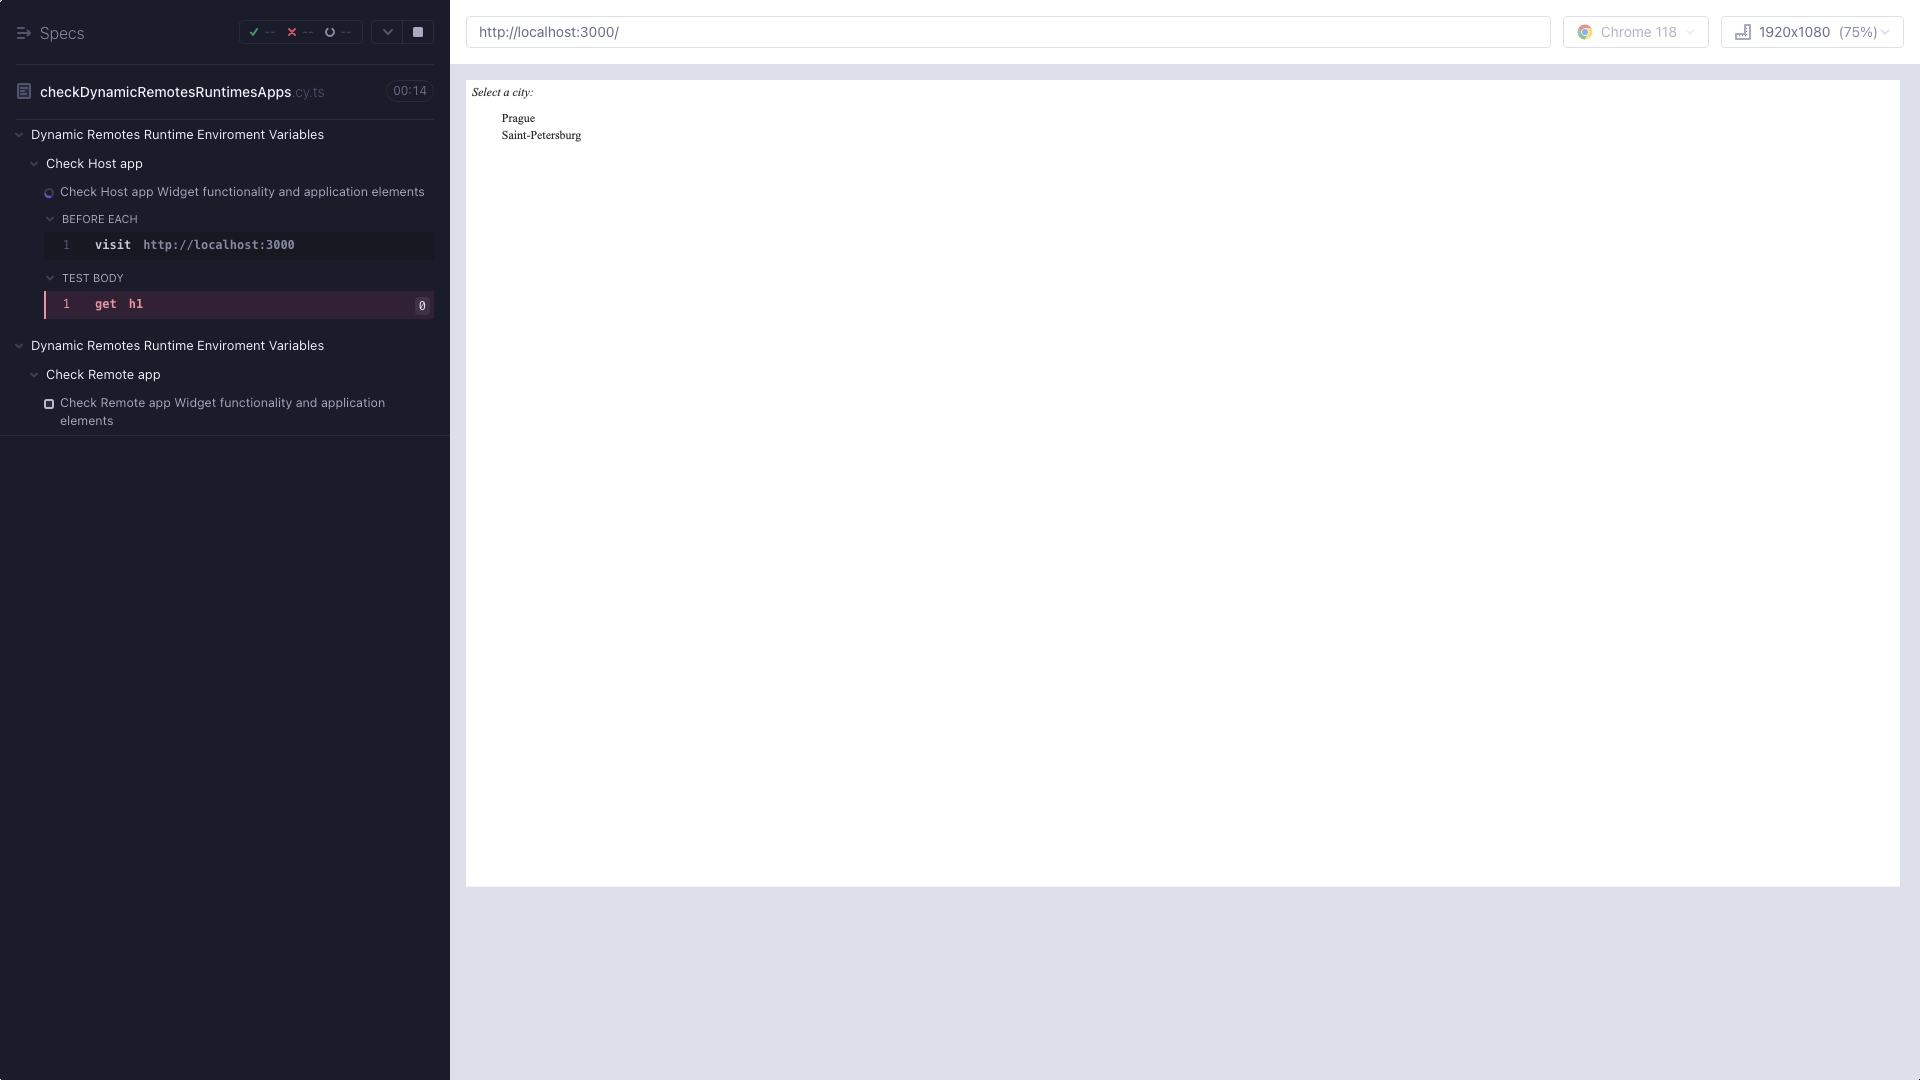 Specs
-- -- --
checkDynamicRemotesRuntimesApps.cy.ts 00:14
Dynamic Remotes Runtime Enviroment Variables
Check Host app
Check Host app Widget functionality and application elements
BEFORE EACH
1 visit http://localhost:3000
TEST BODY
1 get h1 0
Dynamic Remotes Runtime Enviroment Variables
Check Remote app
Check Remote app Widget functionality and application
elements
http://localhost:3000/
Chrome 118
1920x1080 (75%)
Select a city:
Prague
Saint-Petersburg